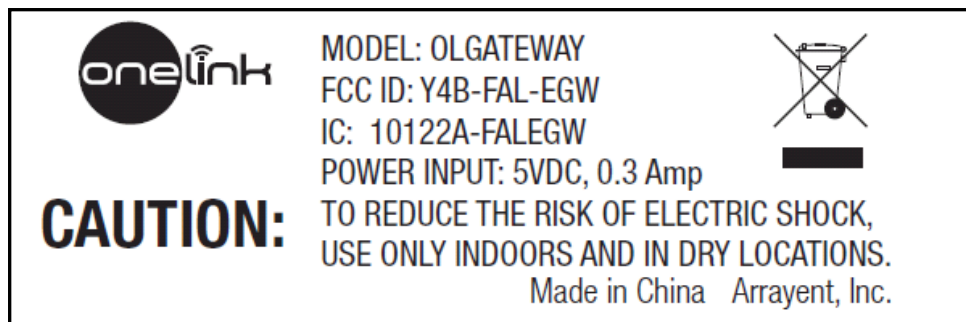 onelink
MODEL: OLGATEWAY
FCC ID: Y4B-FAL-EGW
IC: 10122A-FALEGW
POWER INPUT: 5VDC, 0.3 Amp
CAUTION: TO REDUCE THE RISK OF ELECTRIC SHOCK,
USE ONLY INDOORS AND IN DRY LOCATIONS.
Made in China Arrayent, Inc.